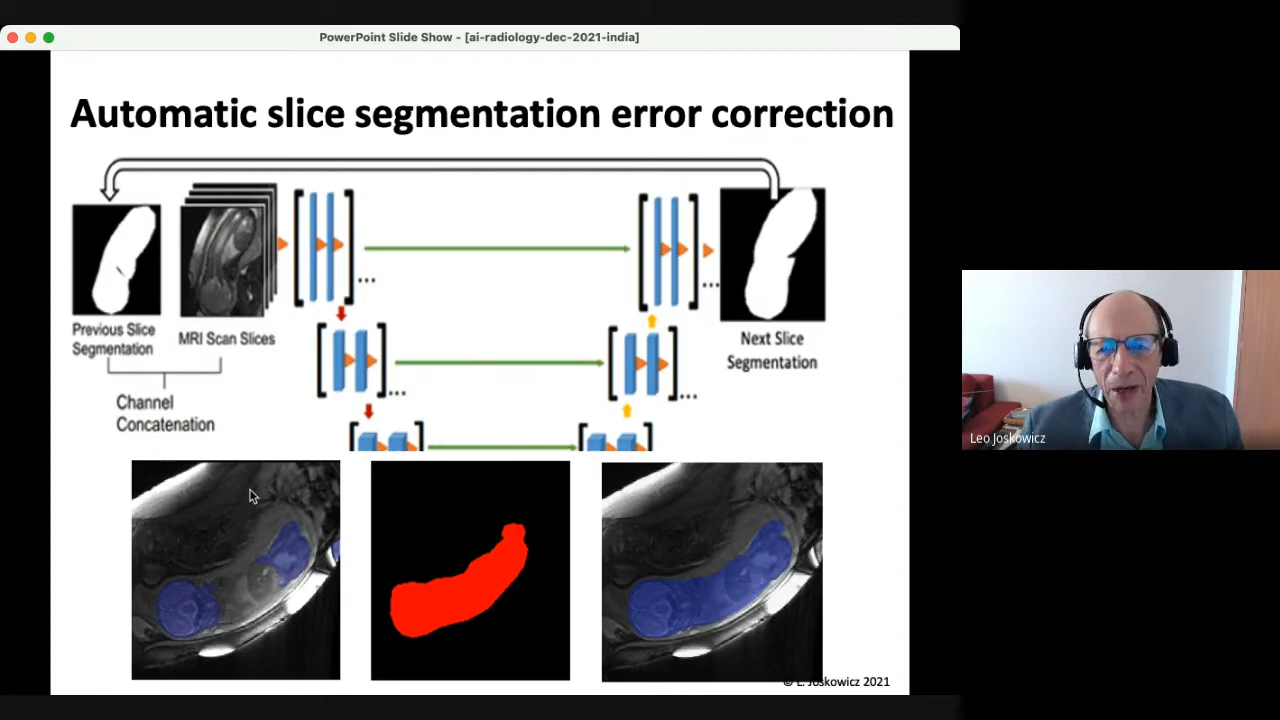 PowerPoint Slide Show - [ai-radiology-dec-2021-india]
Automatic slice segmentation error correction
Previous Slice
Segmentation
MRI Scan Slices
Channel
Concatenation
...
...
...
...
Next Slice
Segmentation
© L. Joskowicz 2021
Leo Joskowicz